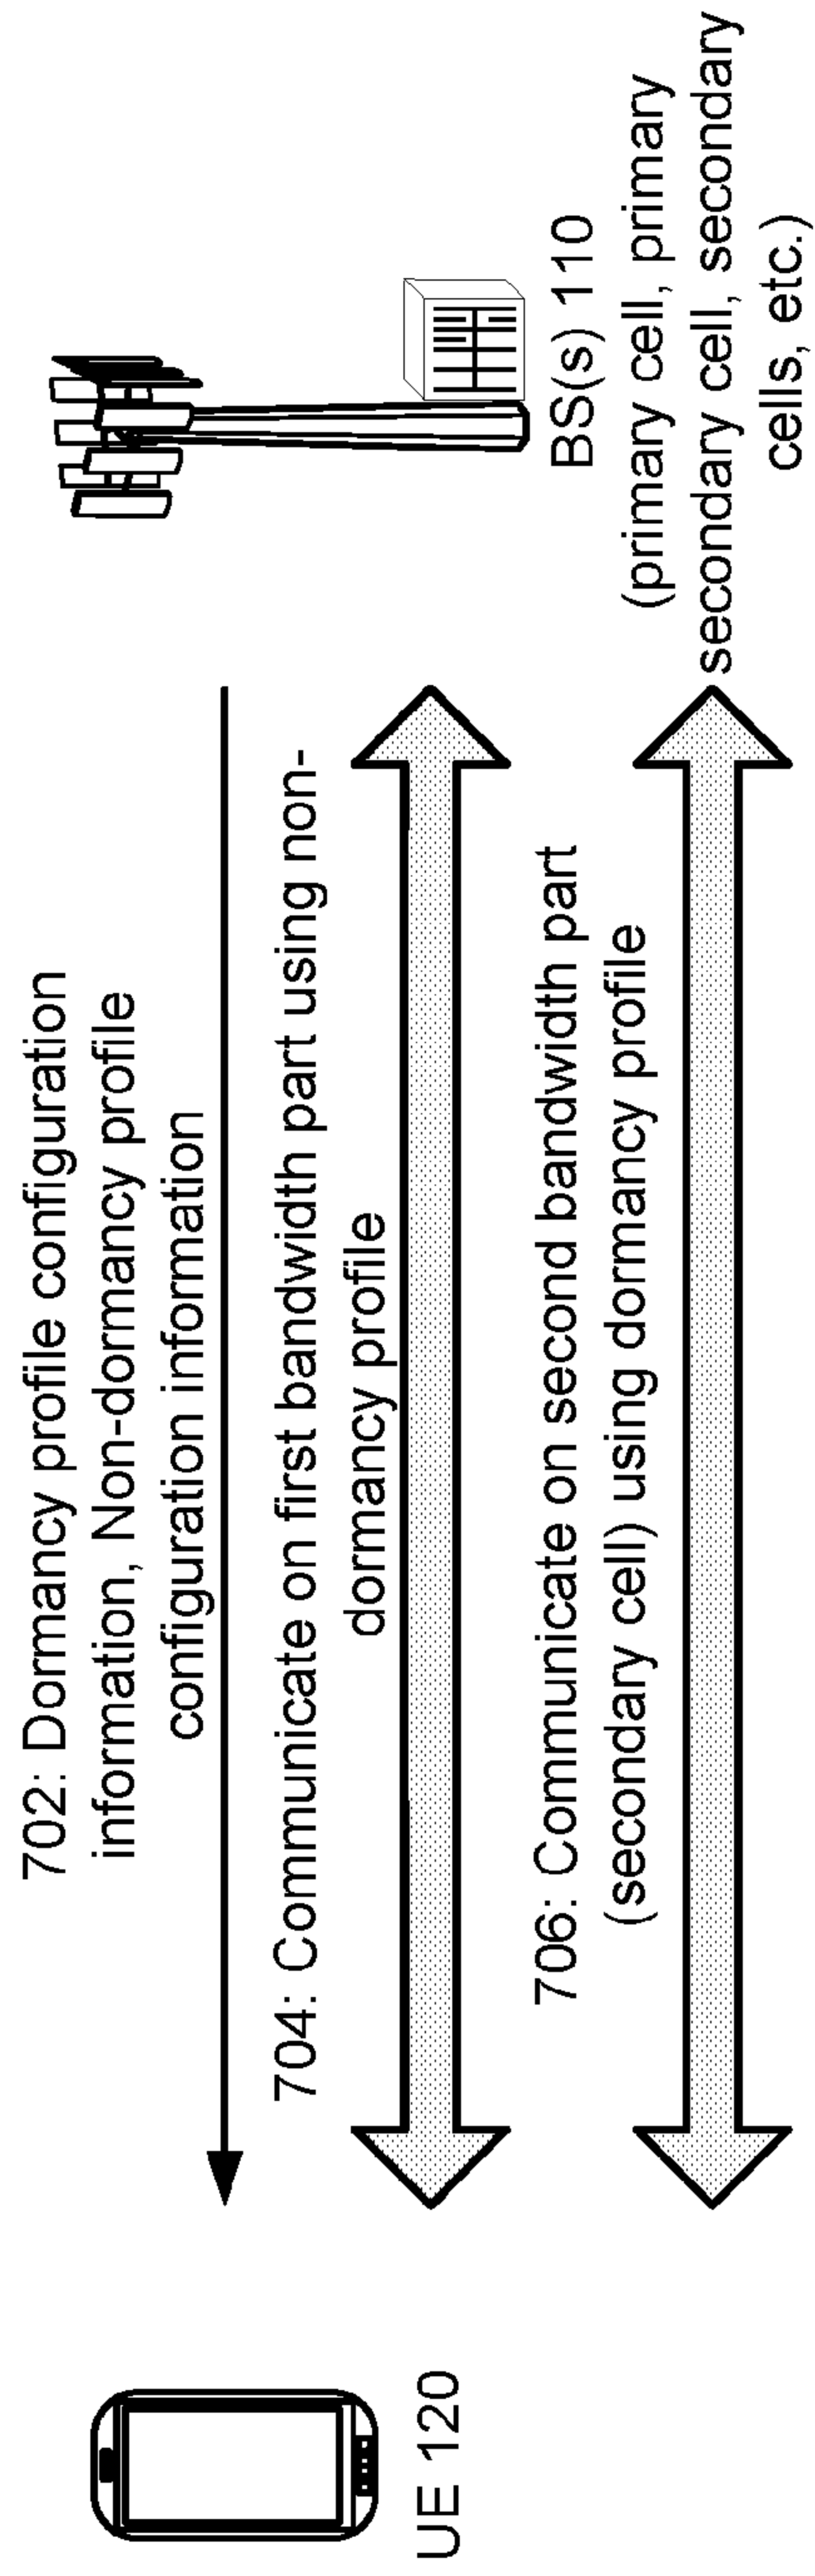 702: Dormancy profile configuration
information, Non-dormancy profile
configuration information
704: Communicate on first bandwidth part using non-
dormancy profile
706: Communicate on second bandwidth part
(secondary cell) using dormancy profile
UE 120
BS(s) 110
(primary cell, primary
secondary cell, secondary
cells, etc.)